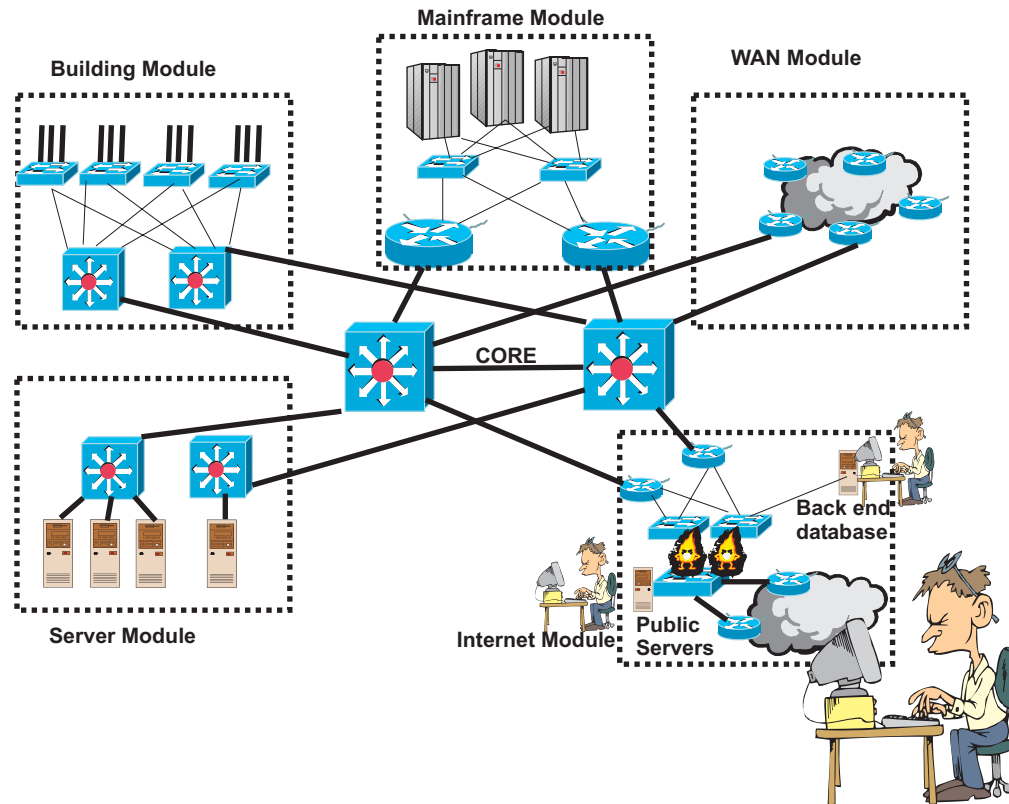 Mainframe Module
Building Module
WAN Module
CORE
Back end
database
Internet Module
Public
Servers
Server Module